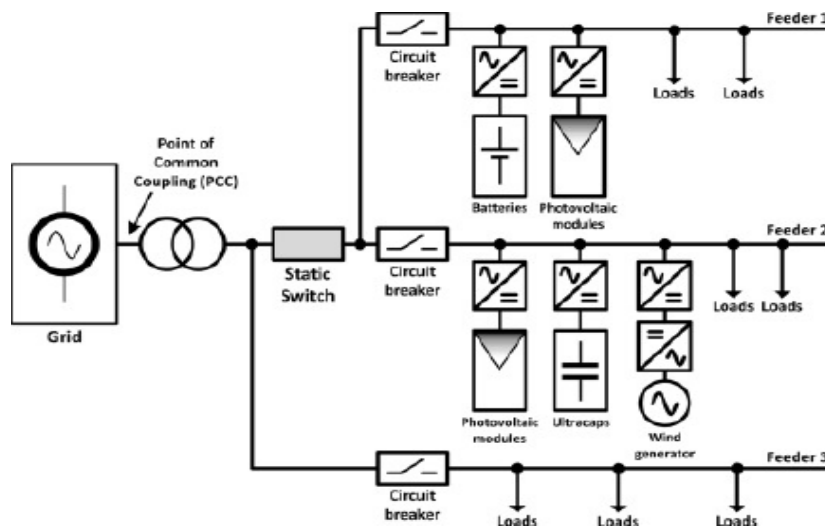 Feeder 1
Circuit
breaker
Loads
Loads
Point of
Common
Coupling (PCC)
Batteries
Photovoltaic
modules
Feeder 2
Static
Switch
Circuit
breaker
Loads
Loads
Grid
Photovoltaic
modules
Ultracaps
Wind
generator
Feeder 3
Circuit
breaker
Loads
Loads
Loads